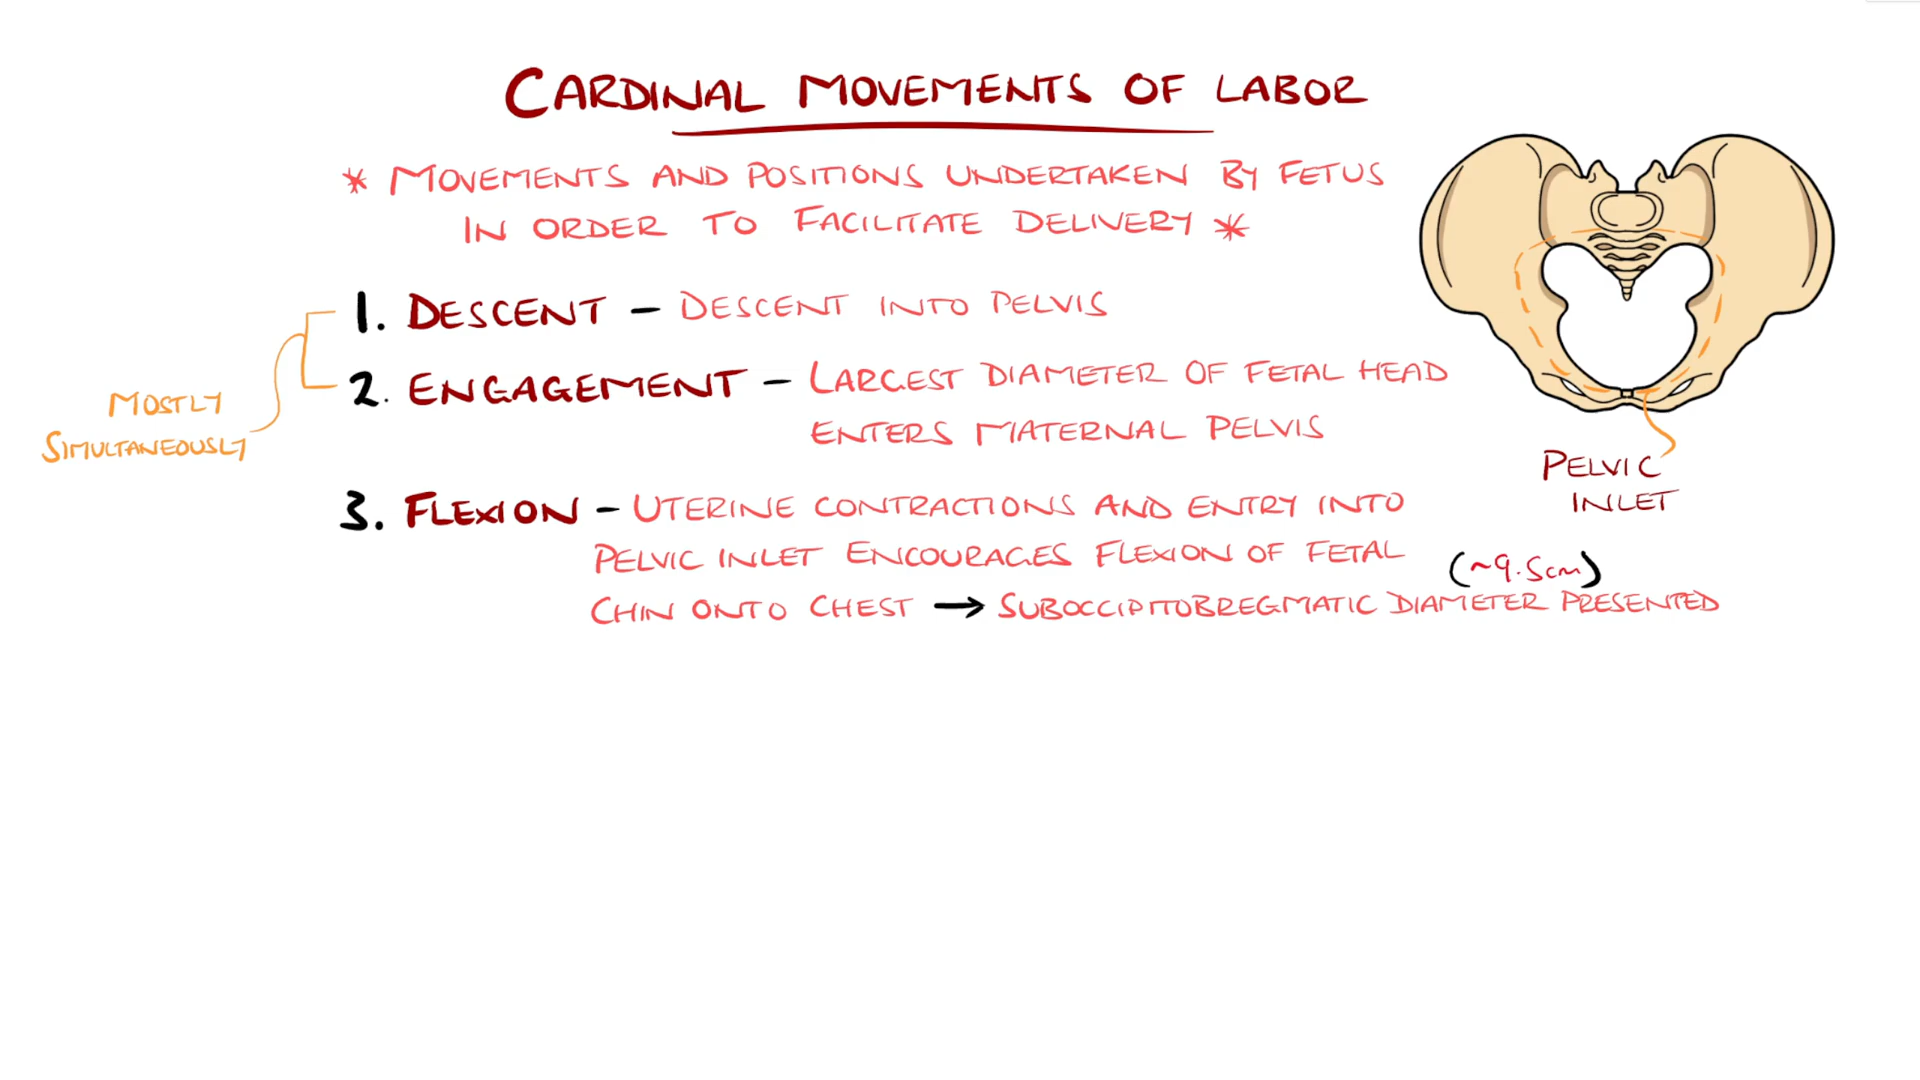 CARDINAL MOVEMENTS OF LABOR
* MOVEMENTS AND POSITIONS UNDERTAKEN BY FETUS
IN ORDER TO FACILITATE DELIVERY *
1. DESCENT - DESCENT INTO PELVIS
2. ENGAGEMENT - LARGEST DIAMETER OF FETAL HEAD
ENTERS MATERNAL PELVIS
MOSTLY
SIMULTANEOUSLY
PELVIC
INLET
3. FLEXION - UTERINE CONTRACTIONS AND ENTRY INTO
PELVIC INLET ENCOURAGES FLEXION OF FETAL
(~9.5cm)
CHIN ONTO CHEST → SUBOCCIPITOBREGMATIC DIAMETER PRESENTED